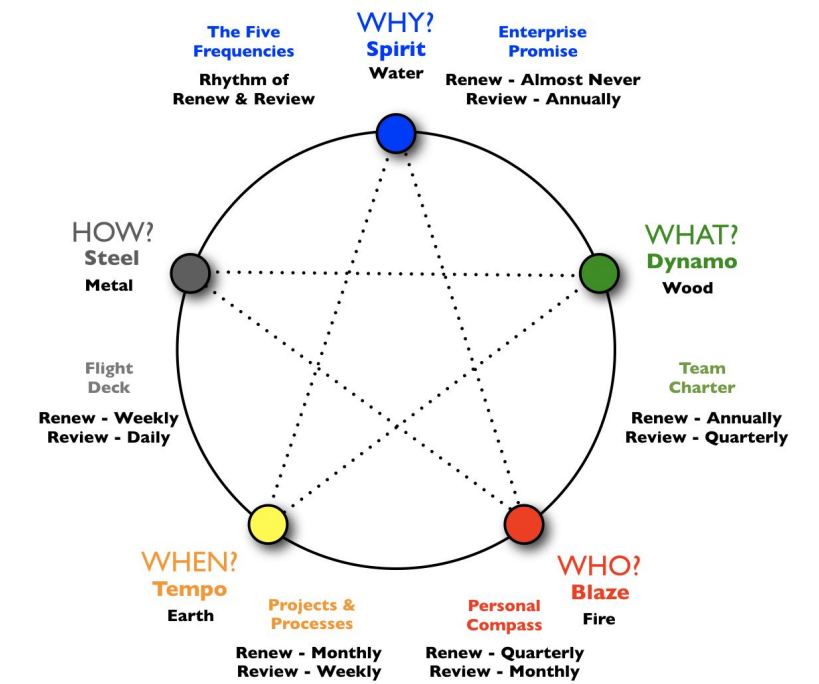 The Five
Frequencies
Rhythm of
Renew & Review
WHY?
Spirit
Water
Enterprise
Promise
Renew - Almost Never
Review - Annually
HOW?
Steel
Metal
WHAT?
Dynamo
Wood
Flight
Deck
Renew - Weekly
Review - Daily
Team
Charter
Renew - Annually
Review - Quarterly
WHEN?
Tempo
Earth
Projects &
Processes
Renew - Monthly
Review - Weekly
WHO?
Blaze
Fire
Personal
Compass
Renew - Quarterly
Review - Monthly